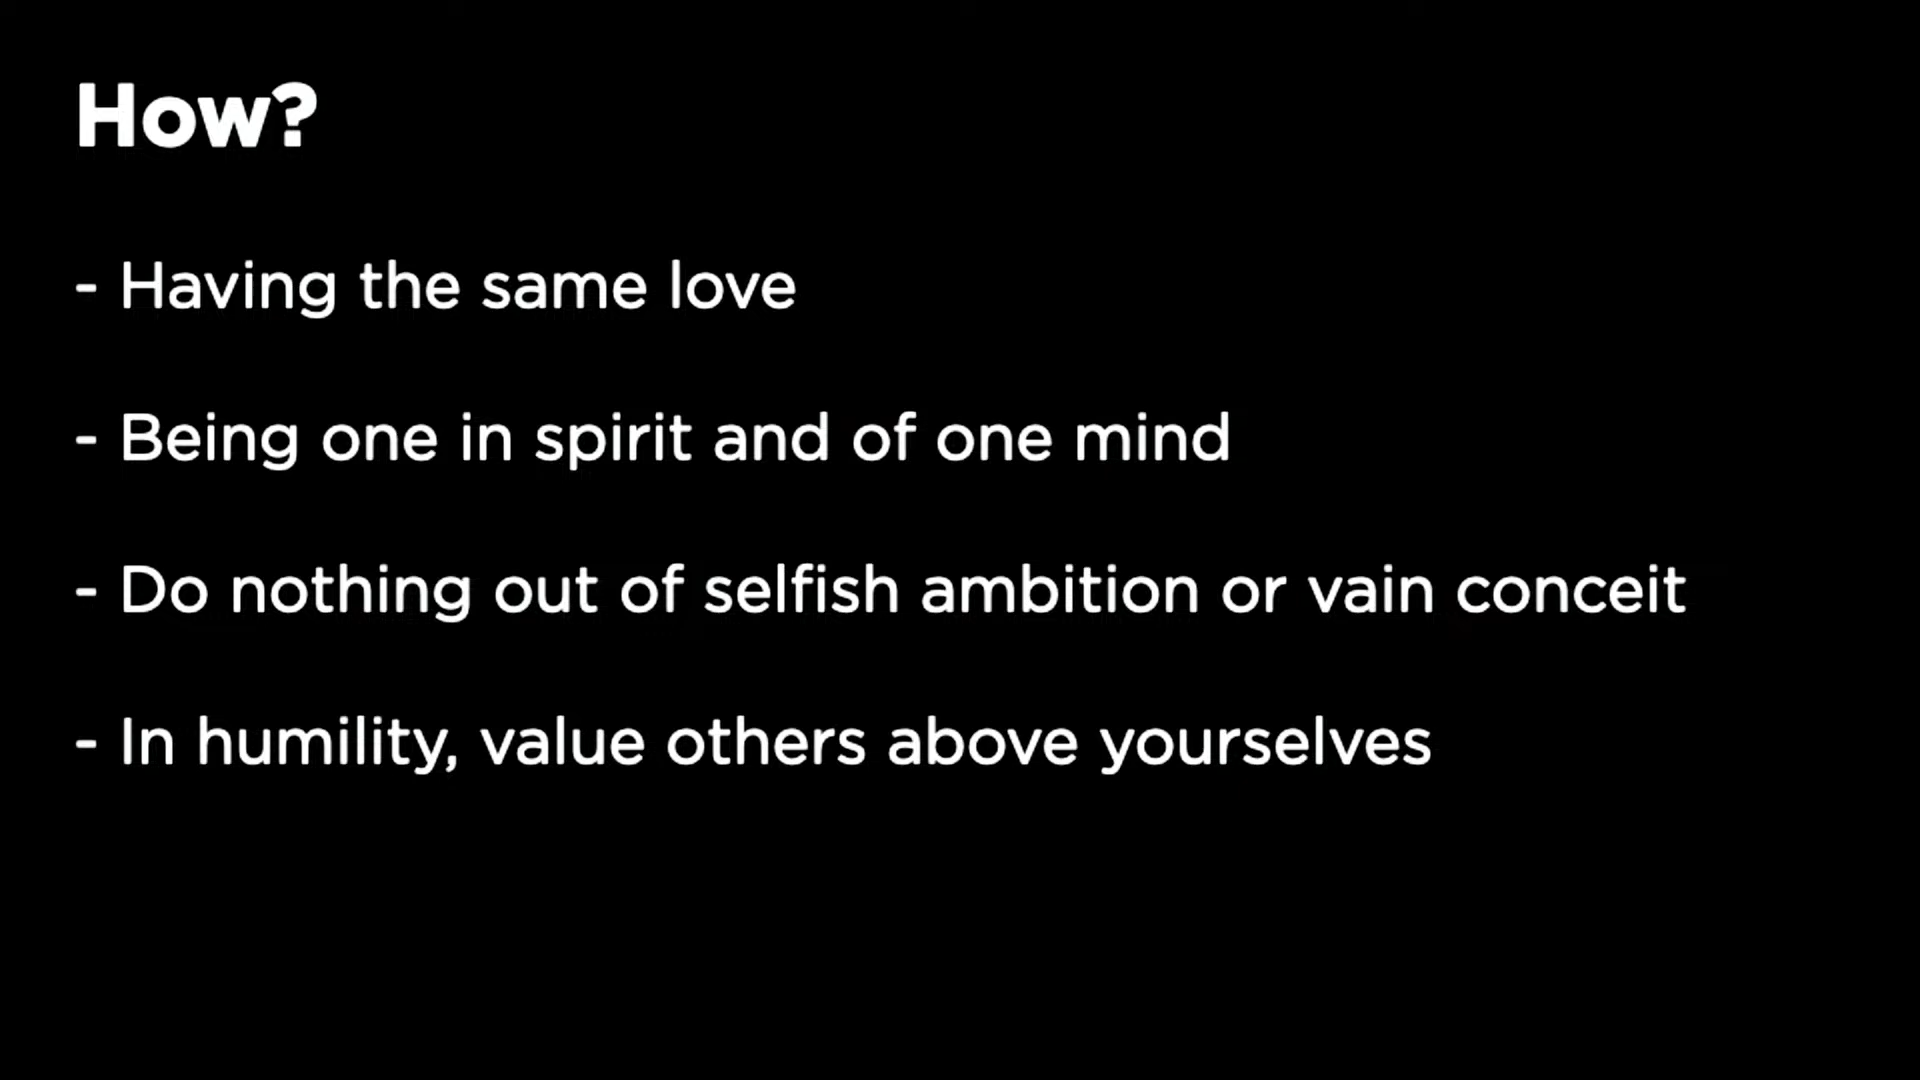 How?
- Having the same love
- Being one in spirit and of one mind
- Do nothing out of selfish ambition or vain conceit
- In humility, value others above yourselves